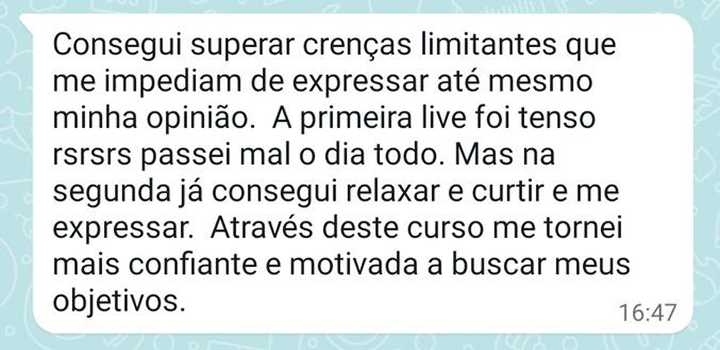 Consegui superar crenças limitantes que
me impediam de expressar até mesmo
minha opinião.  A primeira live foi tenso
rsrsrs passei mal o dia todo. Mas na
segunda já consegui relaxar e curtir e me
expressar.  Através deste curso me tornei
mais confiante e motivada a buscar meus
objetivos.
16:47